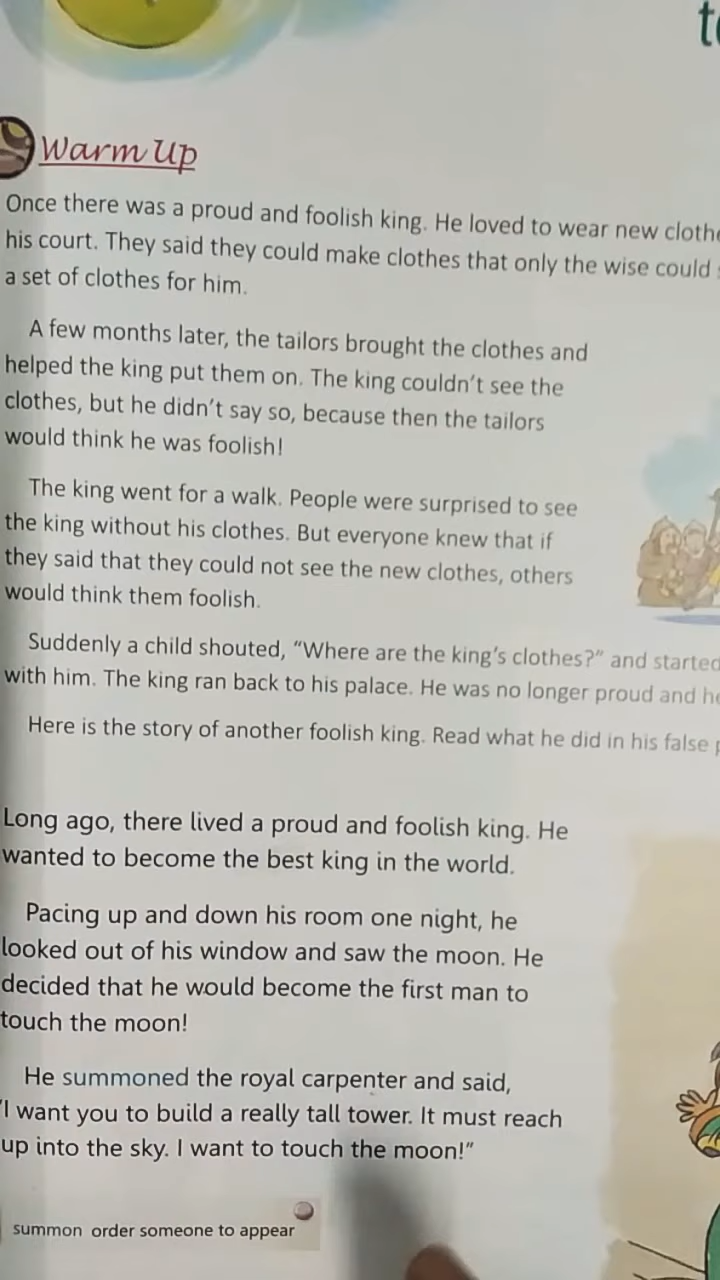 Warm Up
Once there was a proud and foolish king. He loved to wear new
his court. They said they could make clothes that only the wise could
a set of clothes for him.
A few months later, the tailors brought the clothes and
helped the king put them on. The king couldn't see the
clothes, but he didn't say so, because then the tailors
would think he was foolish!
The king went for a walk. People were surprised to see
the king without his clothes. But everyone knew that if
they said that they could not see the new clothes, others
would think them foolish.
Suddenly a child shouted, "Where are the king's clothes?" and started
with him. The king ran back to his palace. He was no longer proud and
Here is the story of another foolish king. Read what he did in his false
Long ago, there lived a proud and foolish king. He
wanted to become the best king in the world.
Pacing up and down his room one night, he
looked out of his window and saw the moon. He
decided that he would become the first man to
touch the moon!
He summoned the royal carpenter and said,
"I want you to build a really tall tower. It must reach
up into the sky. I want to touch the moon!"
summon order someone to appear